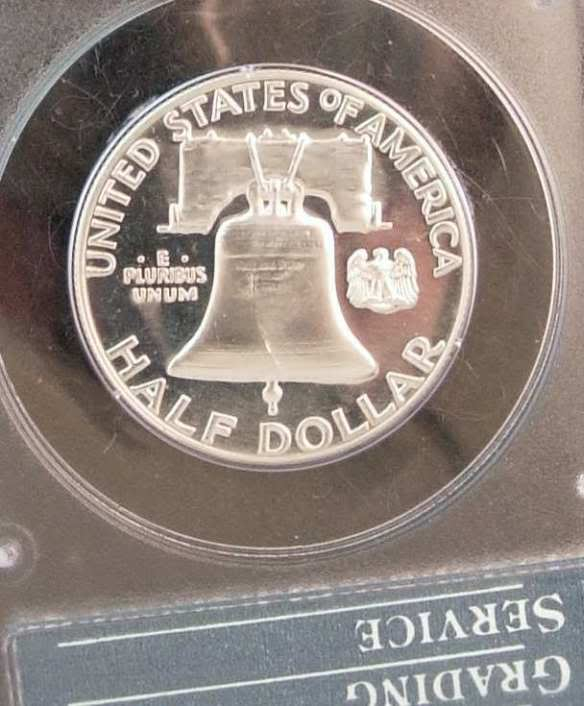 UNITED STATES OF AMERICA
· E ·
PLURIBUS
UNUM
HALF DOLLAR
GRADING
SERVICE